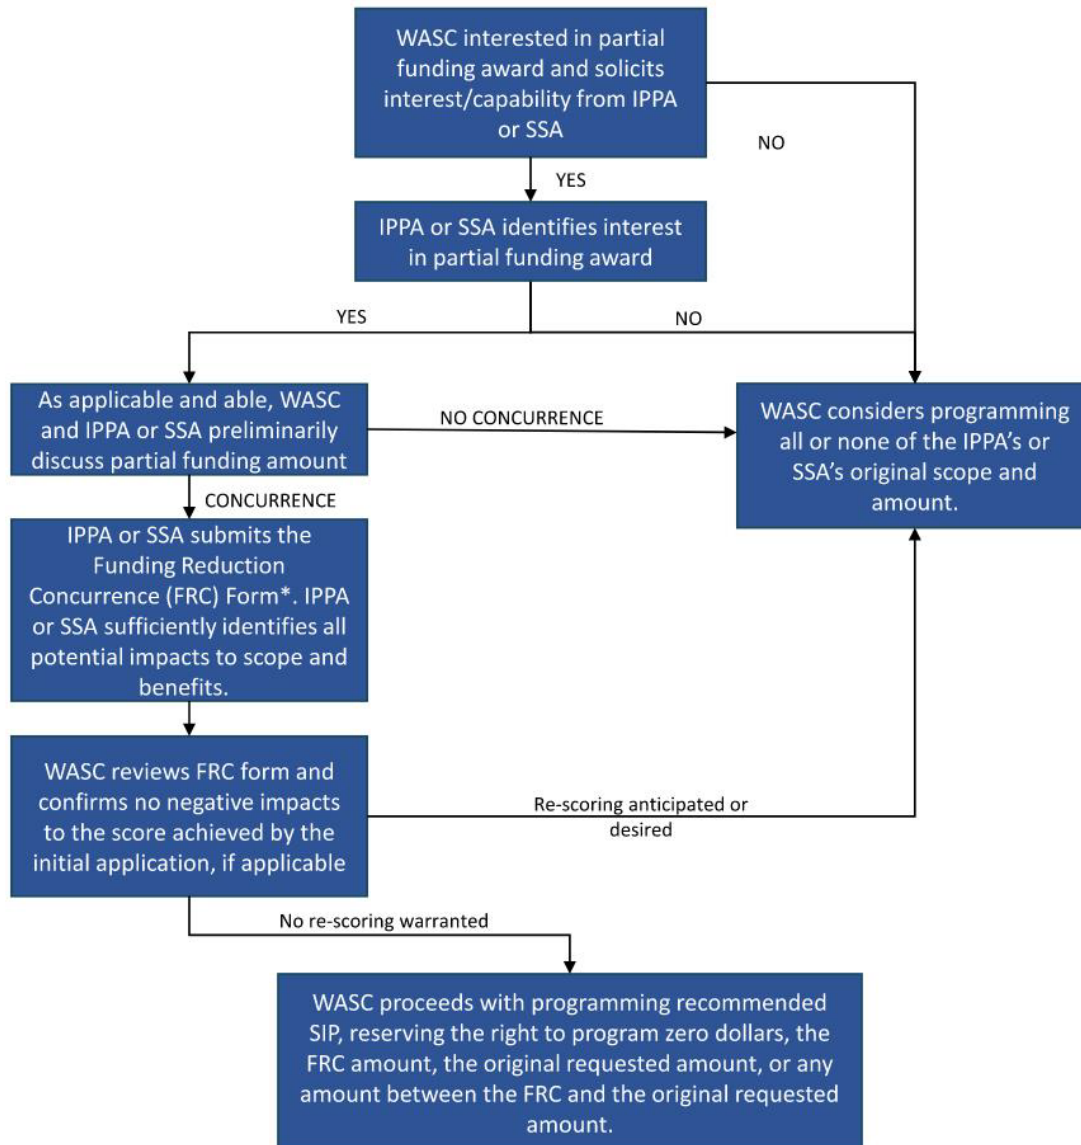 WASC interested in partial
funding award and solicits
interest/capability from IPPA
or SSA
NO
YES
IPPA or SSA identifies interest
in partial funding award
YES
NO
As applicable and able, WASC
and IPPA or SSA preliminarily
discuss partial funding amount
NO CONCURRENCE
WASC considers programming
all or none of the IPPA’s or
SSA’s original scope and
amount.
CONCURRENCE
IPPA or SSA submits the
Funding Reduction
Concurrence (FRC) Form*. IPPA
or SSA sufficiently identifies all
potential impacts to scope and
benefits.
WASC reviews FRC form and
confirms no negative impacts
to the score achieved by the
initial application, if applicable
Re-scoring anticipated or
desired
No re-scoring warranted
WASC proceeds with programming recommended
SIP, reserving the right to program zero dollars, the
FRC amount, the original requested amount, or any
amount between the FRC and the original requested
amount.